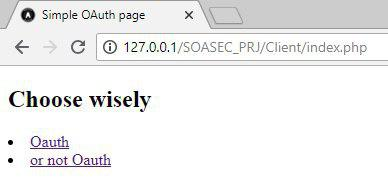 Simple OAuth page
127.0.0.1/SOASEC_PRJ/Client/index.php
Choose wisely
Oauth
or not Oauth